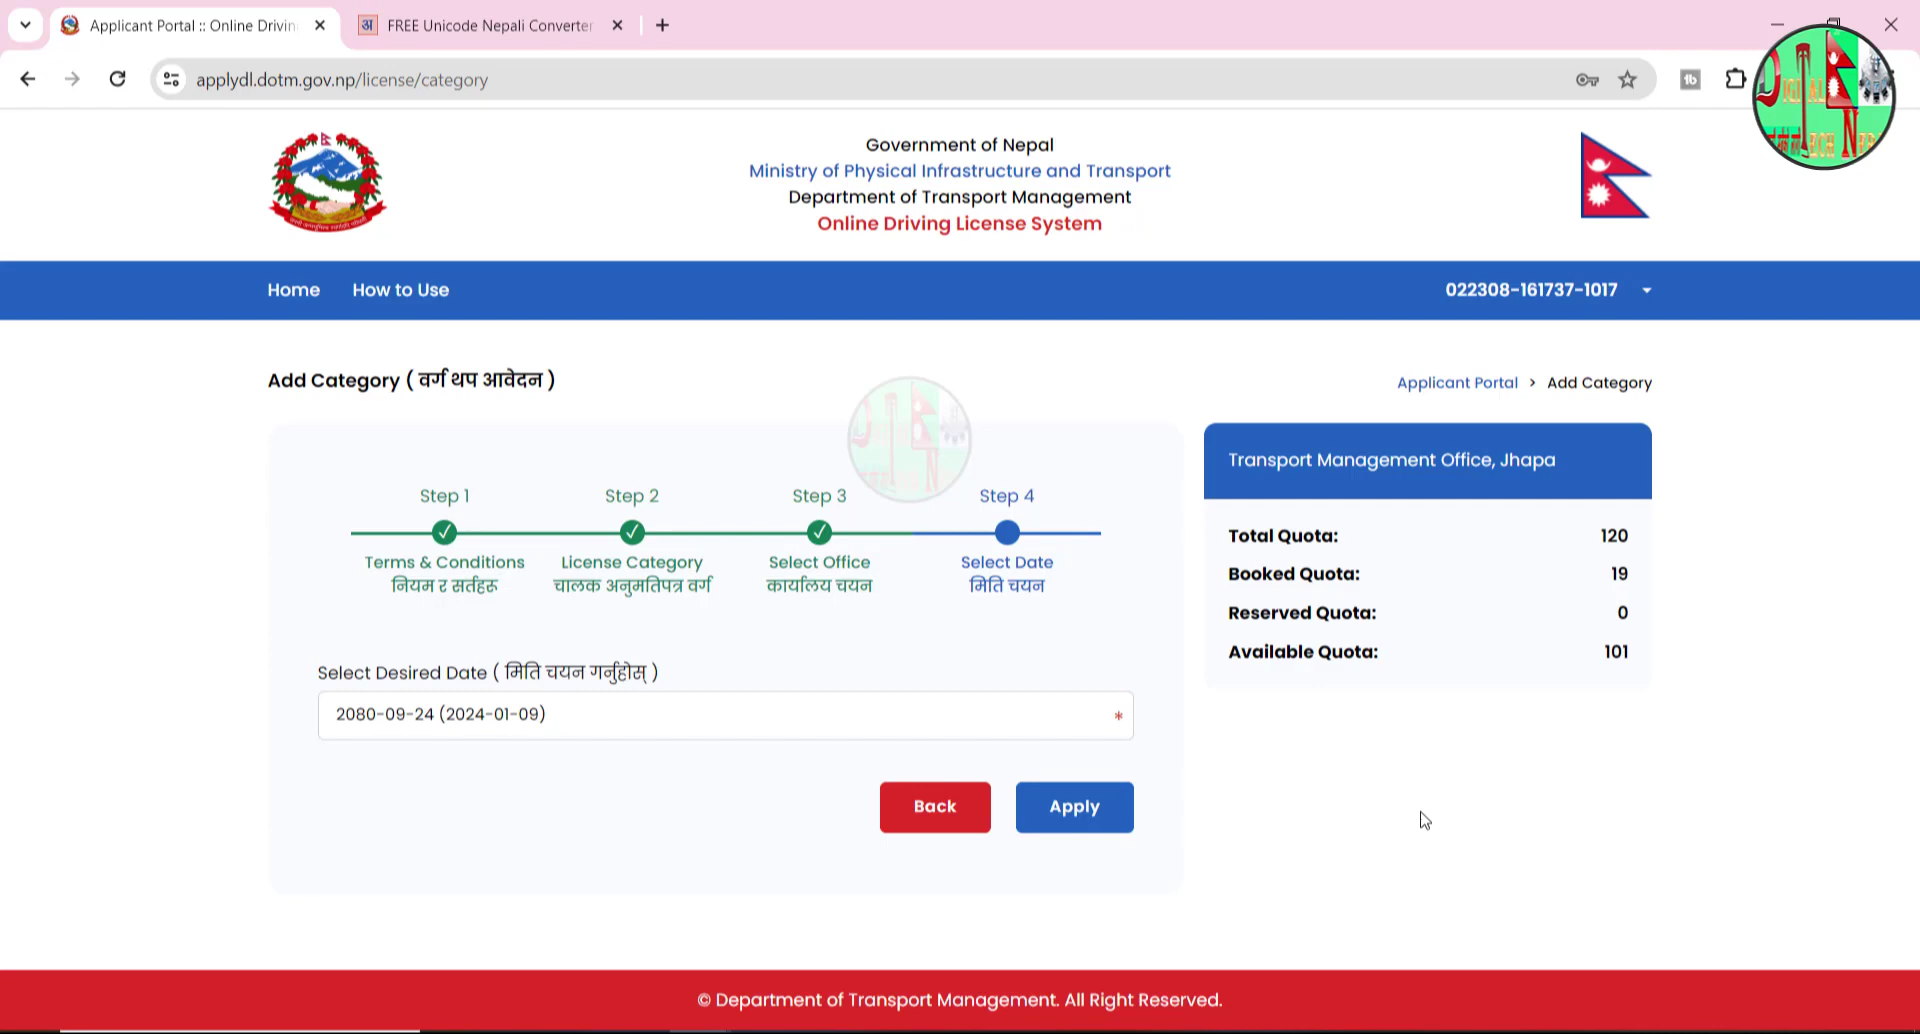 Applicant Portal :: Online Drivin
FREE Unicode Nepali Converter
applydl.dotm.gov.np/license/category
Government of Nepal
Ministry of Physical Infrastructure and Transport
Department of Transport Management
Online Driving License System
Home
How to Use
022308-161737-1017
Add Category ( वर्ग थप आवेदन )
Applicant Portal > Add Category
Step 1
Step 2
Step 3
Step 4
Terms & Conditions
नियम र सर्तहरू
License Category
चालक अनुमतिपत्र वर्ग
Select Office
कार्यालय चयन
Select Date
मिति चयन
Select Desired Date ( मिति चयन गर्नुहोस् )
2080-09-24 (2024-01-09) *
Back
Apply
Transport Management Office, Jhapa
Total Quota: 120
Booked Quota: 19
Reserved Quota: 0
Available Quota: 101
© Department of Transport Management. All Right Reserved.